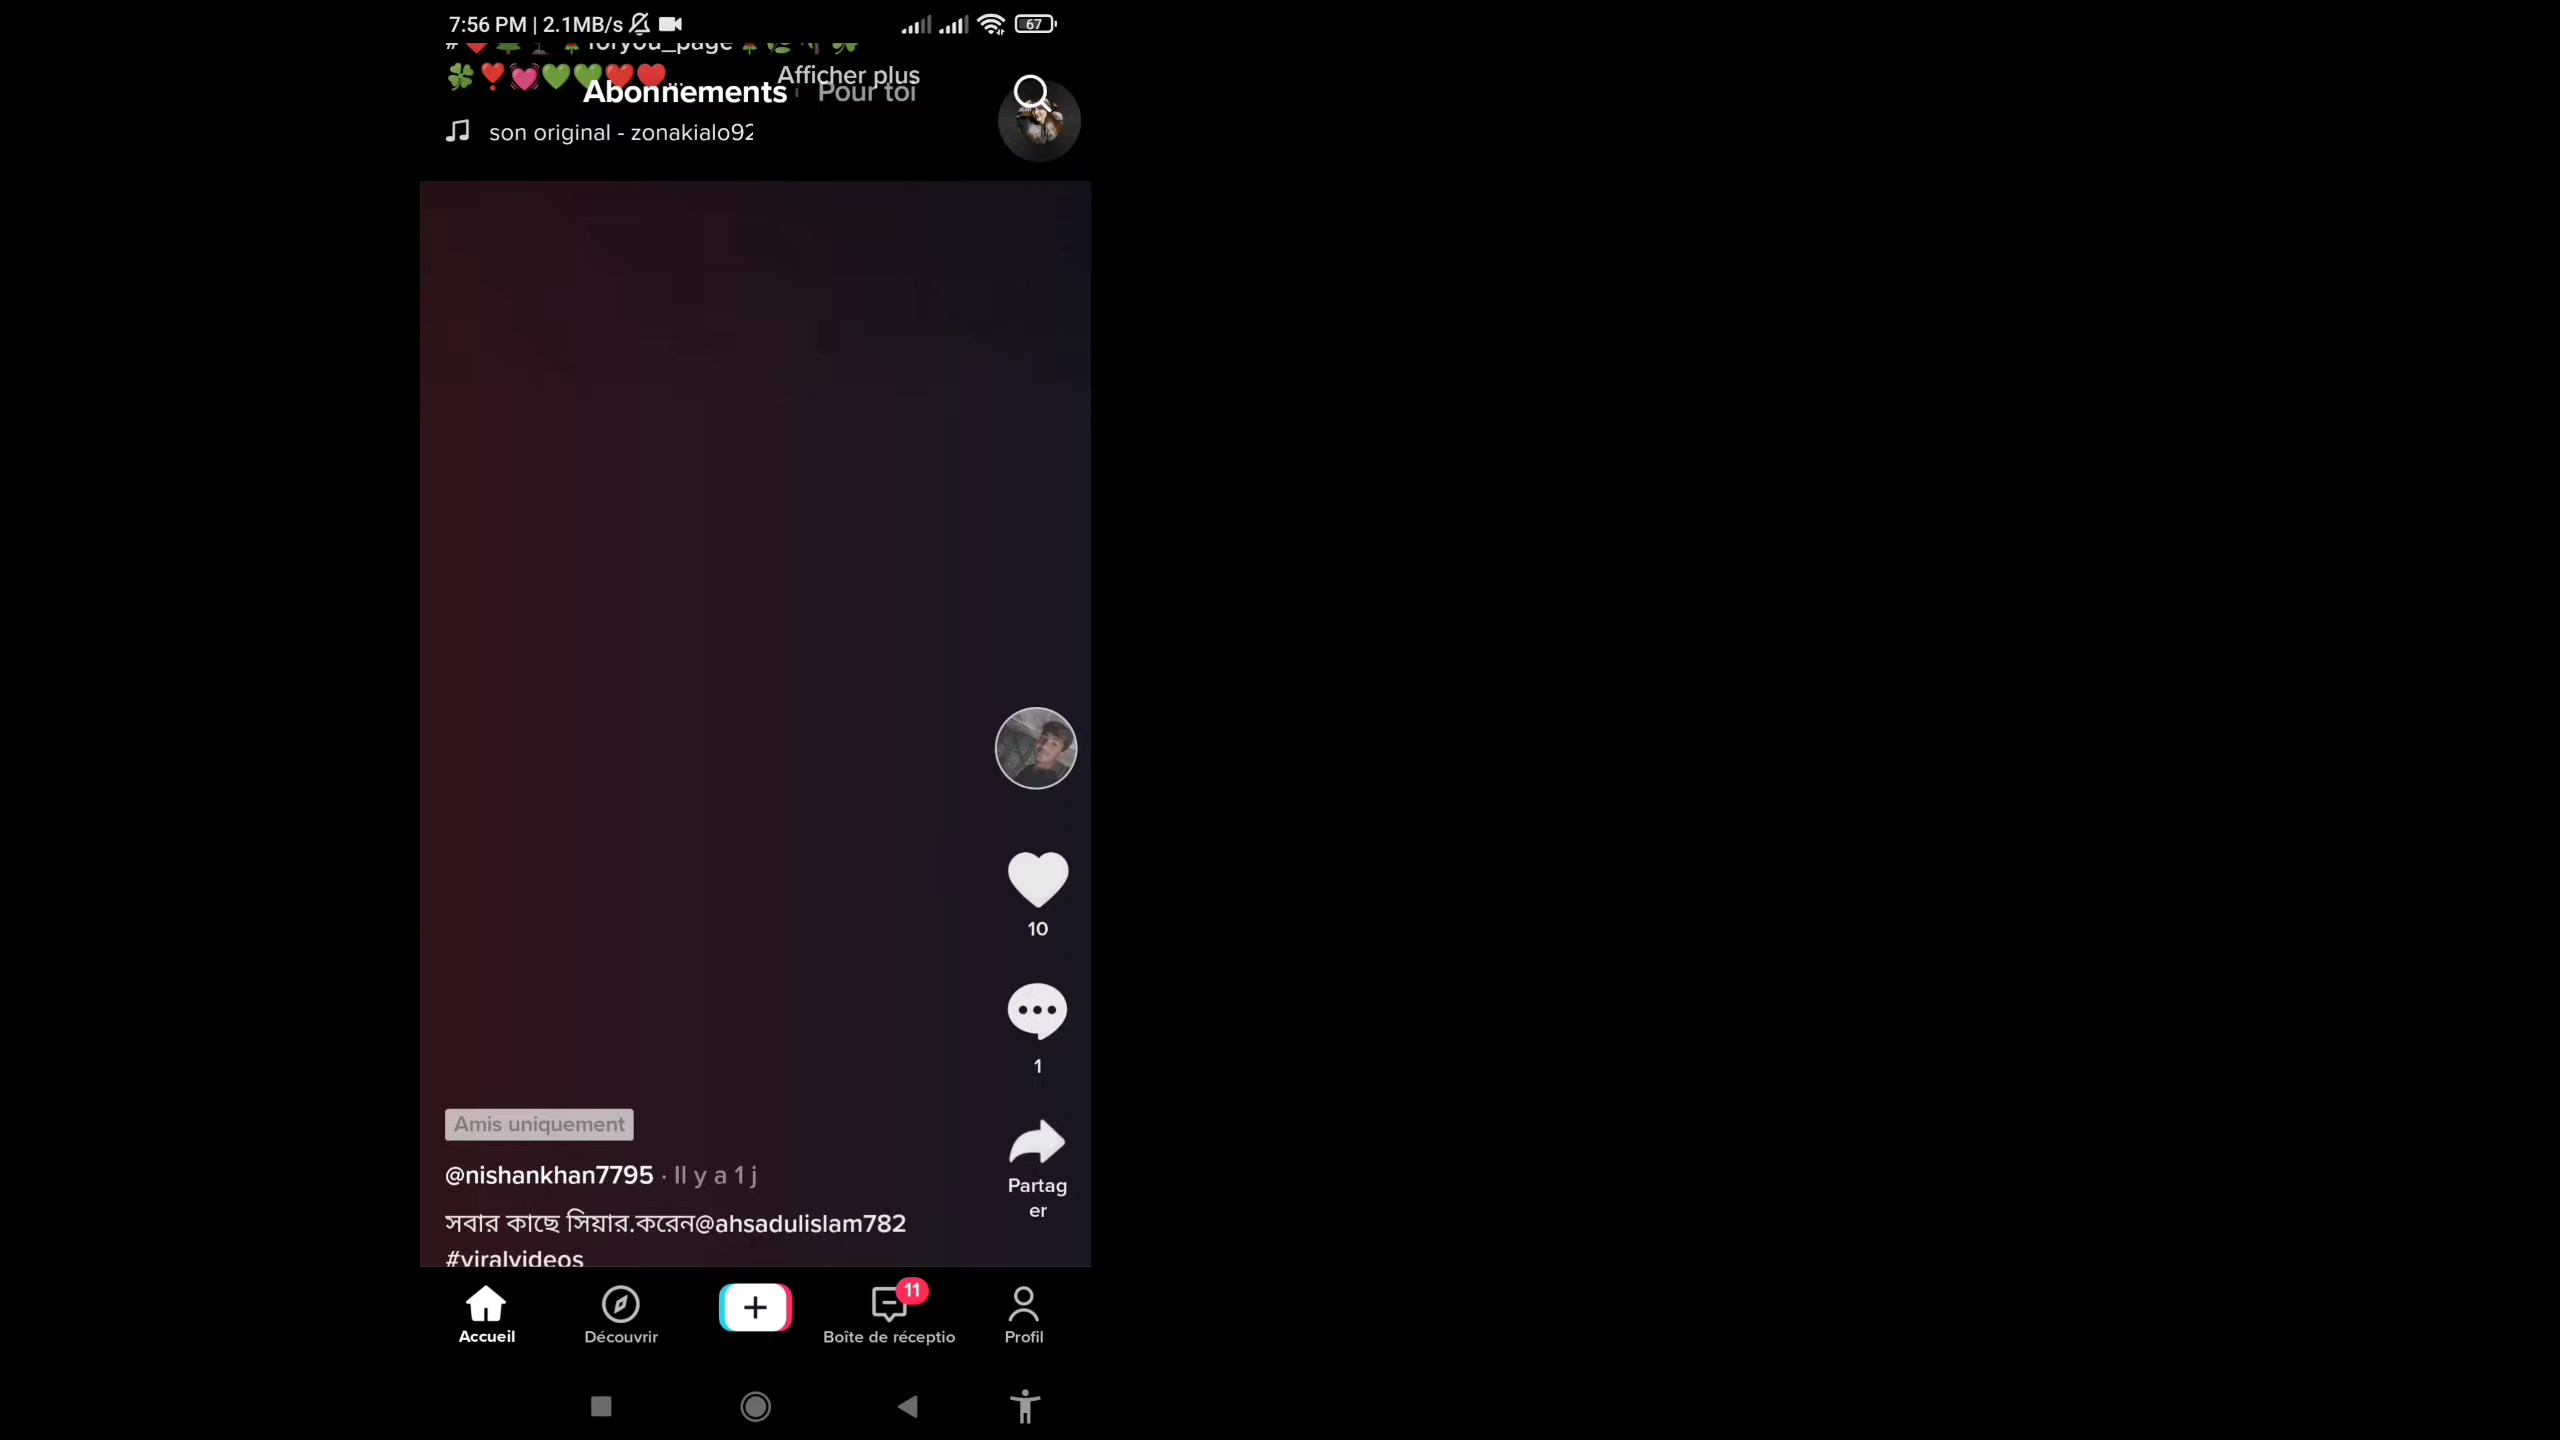 7:56 PM | 2.1MB/s
67
foryou_page
... Afficher plus
Abonnements Pour toi
son original - zonakialo92
10
1
Partag
er
Amis uniquement
@nishankhan7795 · Il y a 1 j
সবার কাছে সিয়ার.করেন@ahsadulislam782
#viralvideos
11
Accueil Découvrir Boîte de réceptio Profil